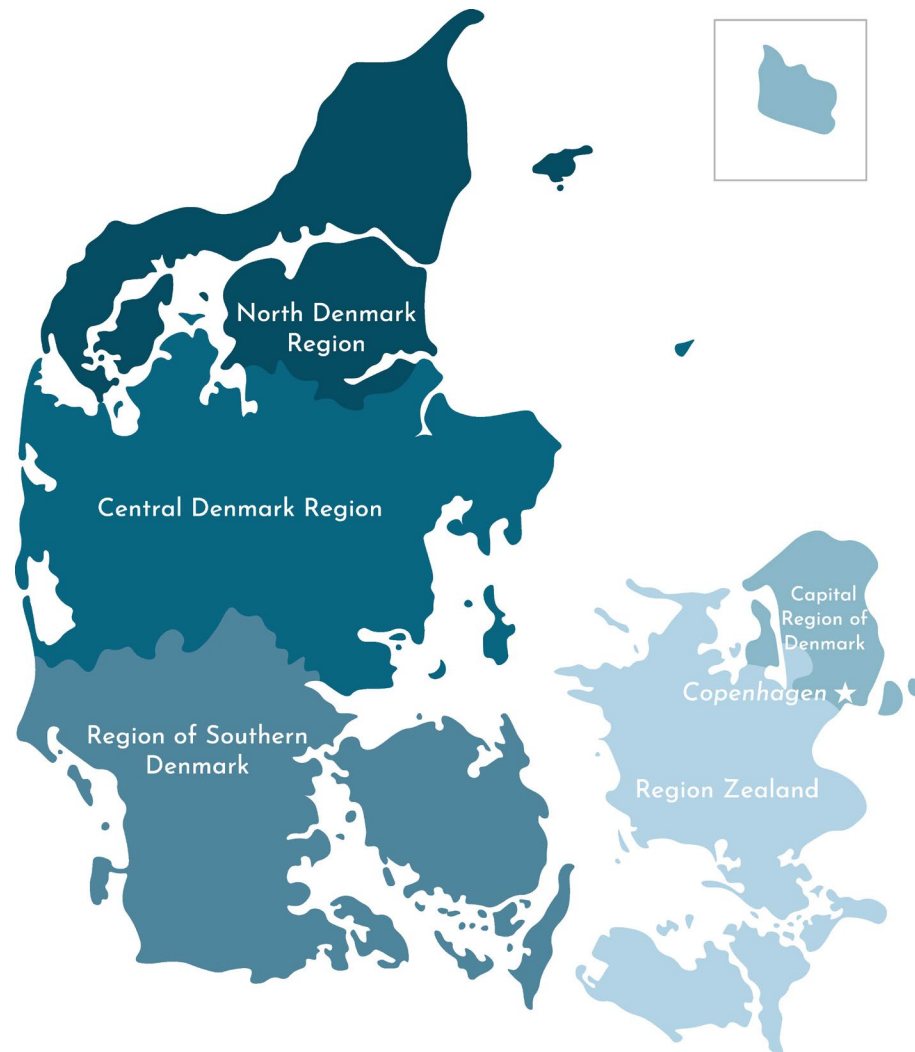 North Denmark
Region
Central Denmark Region
Capital
Region of
Denmark
Copenhagen
Region of Southern
Denmark
Region Zealand